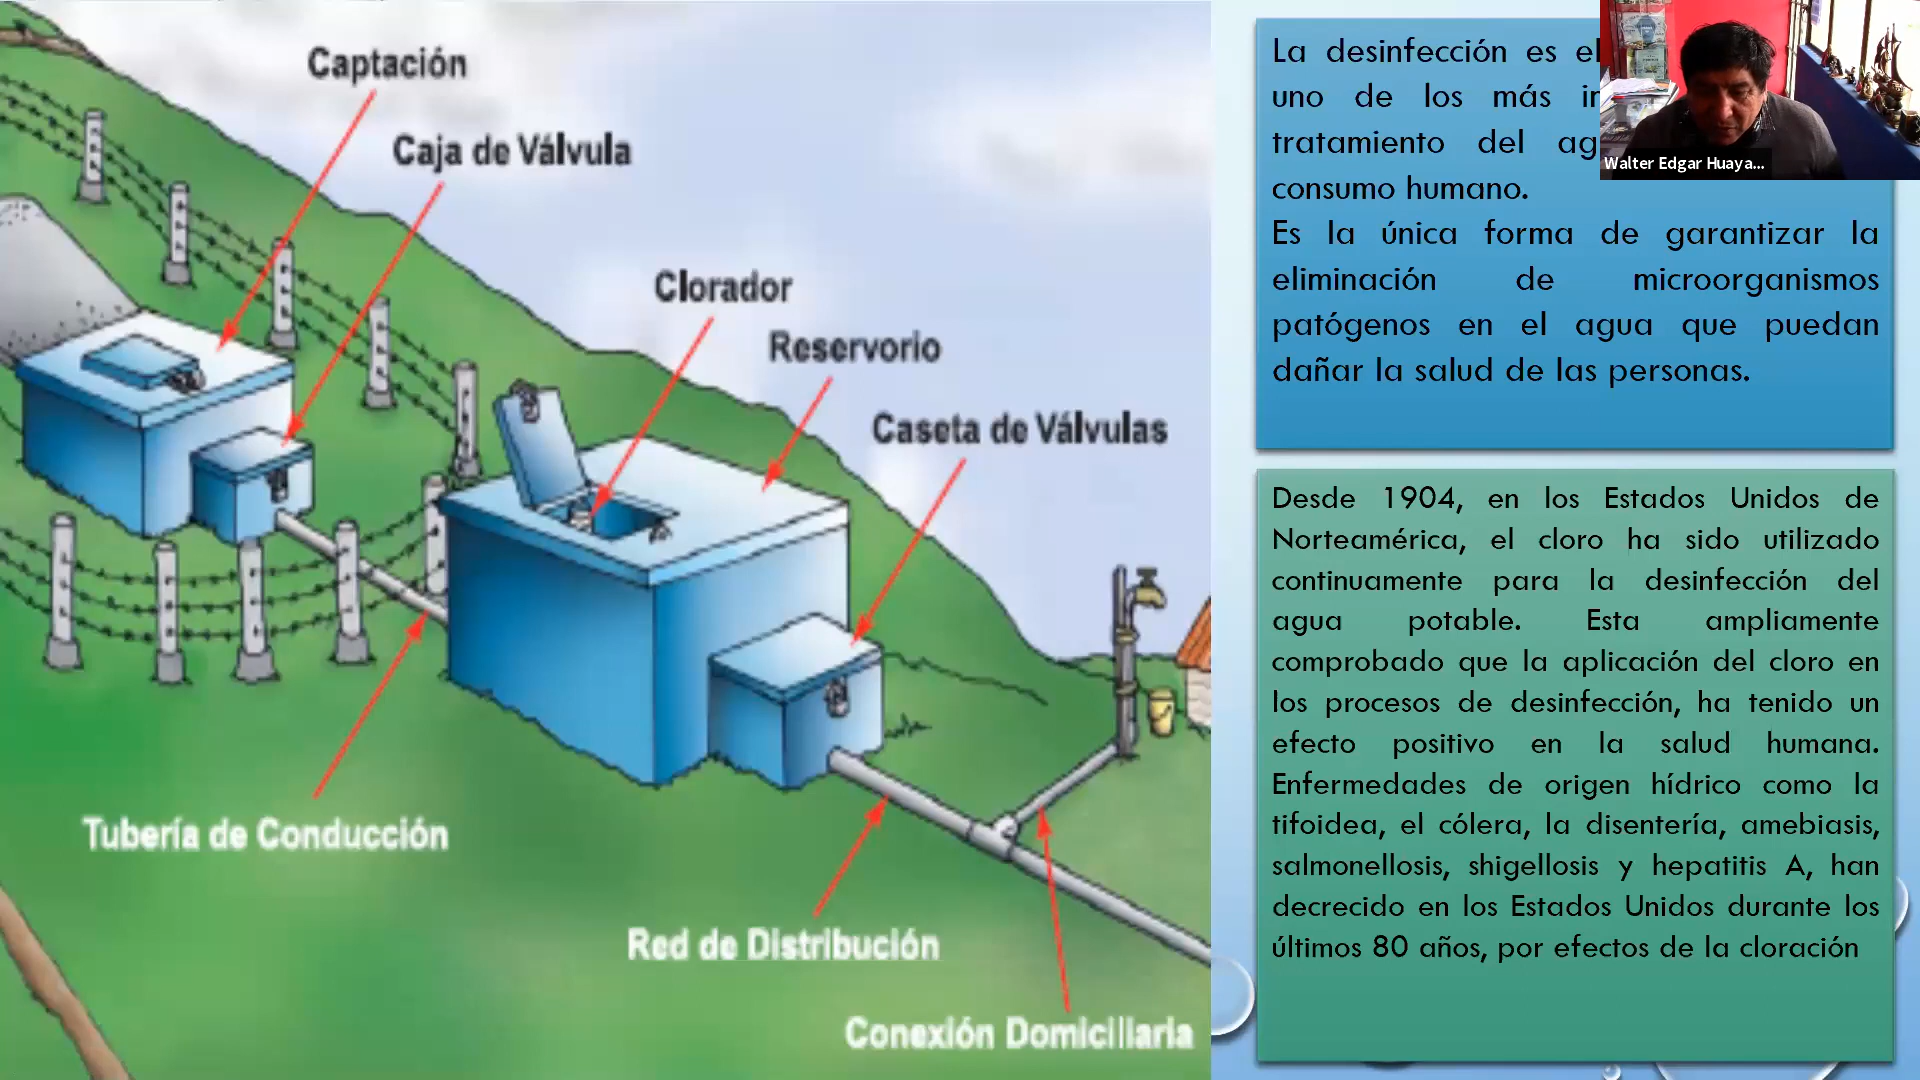 Captación
Caja de Válvula
Clorador
Reservorio
Caseta de Válvulas
Tubería de Conducción
Red de Distribución
Conexión Domiciliaria
La desinfección es el
uno de los más
tratamiento del
consumo humano.
Es la única forma de garantizar la
eliminación de microorganismos
patógenos en el agua que puedan
dañar la salud de las personas.
Walter Edgar Huaya...
Desde 1904, en los Estados Unidos de
Norteamérica, el cloro ha sido utilizado
continuamente para la desinfección del
agua potable. Esta ampliamente
comprobado que la aplicación del cloro en
los procesos de desinfección, ha tenido un
efecto positivo en la salud humana.
Enfermedades de origen hídrico como la
tifoidea, el cólera, la disentería, amebiasis,
salmonellosis, shigellosis y hepatitis A, han
decrecido en los Estados Unidos durante los
últimos 80 años, por efectos de la cloración